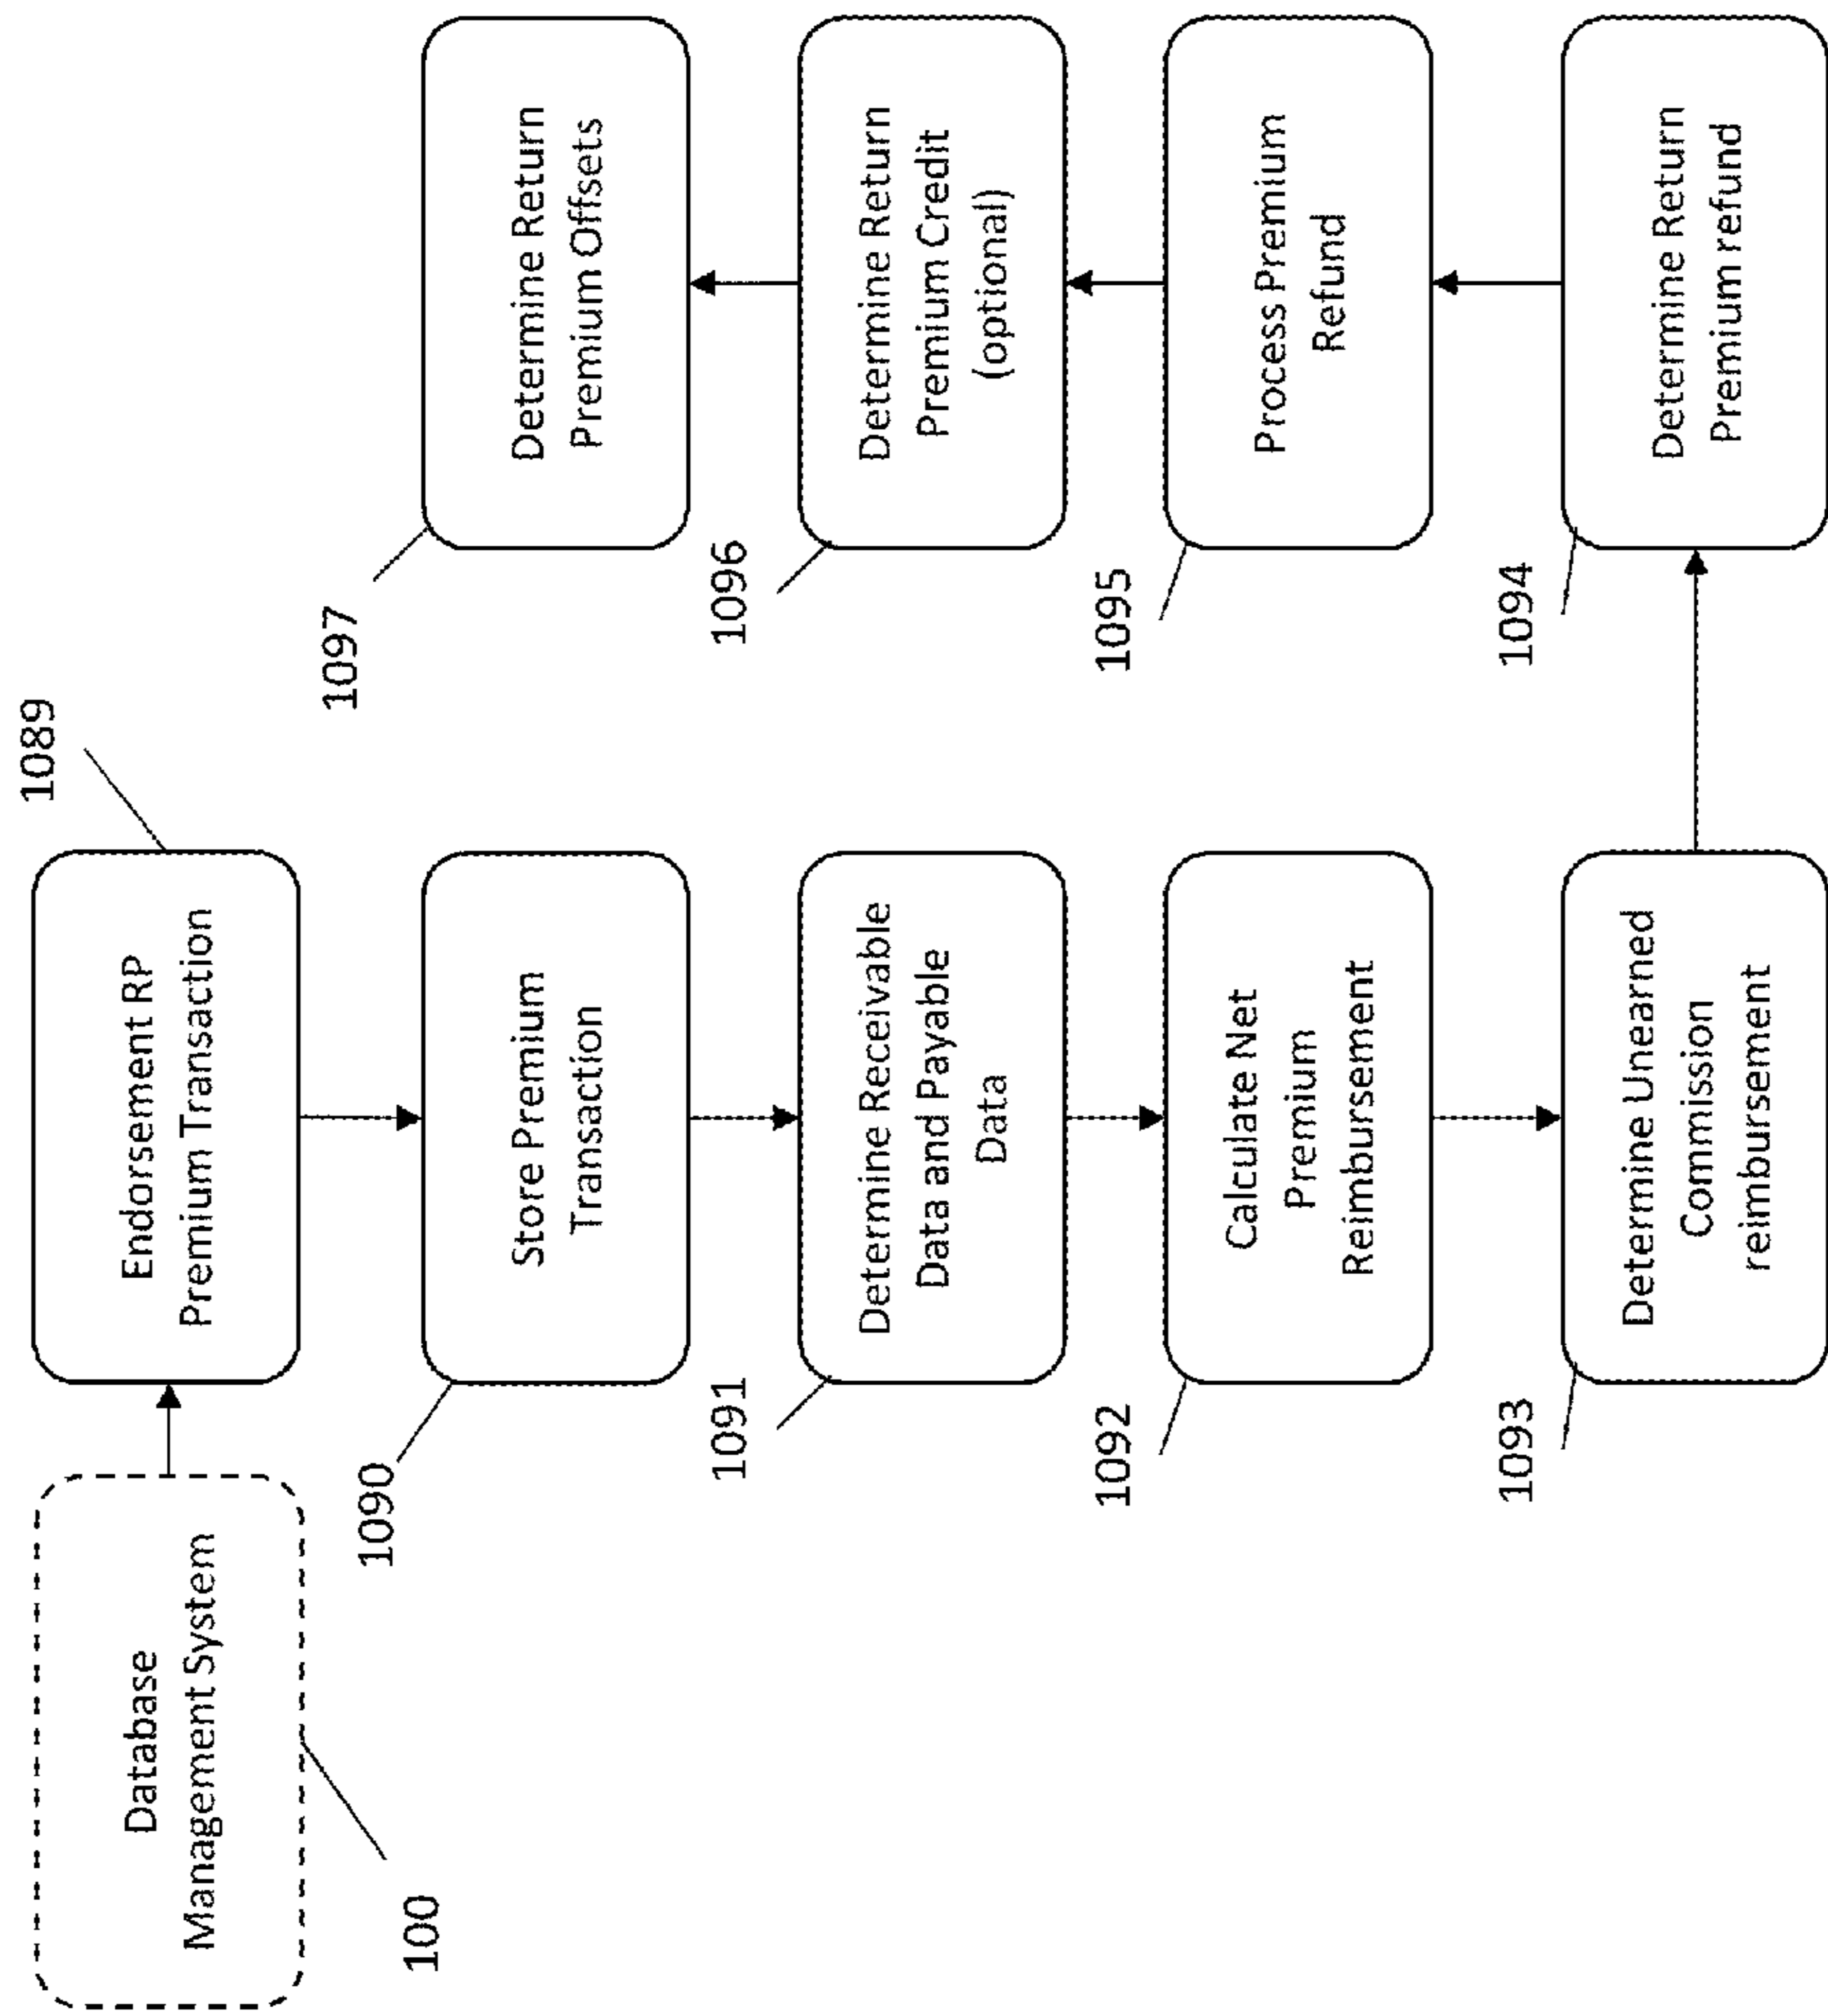 Database
Management System
100
Endorsement RP
Premium Transaction
1089
Store Premium
Transaction
1090
Determine Receivable
Data and Payable
Data
1091
Calculate Net
Premium
Reimbursement
1092
Determine Unearned
Commission
reimbursement
1093
Determine Return
Premium refund
1094
Process Premium
Refund
1095
Determine Return
Premium Credit
(optional)
1096
Determine Return
Premium Offsets
1097